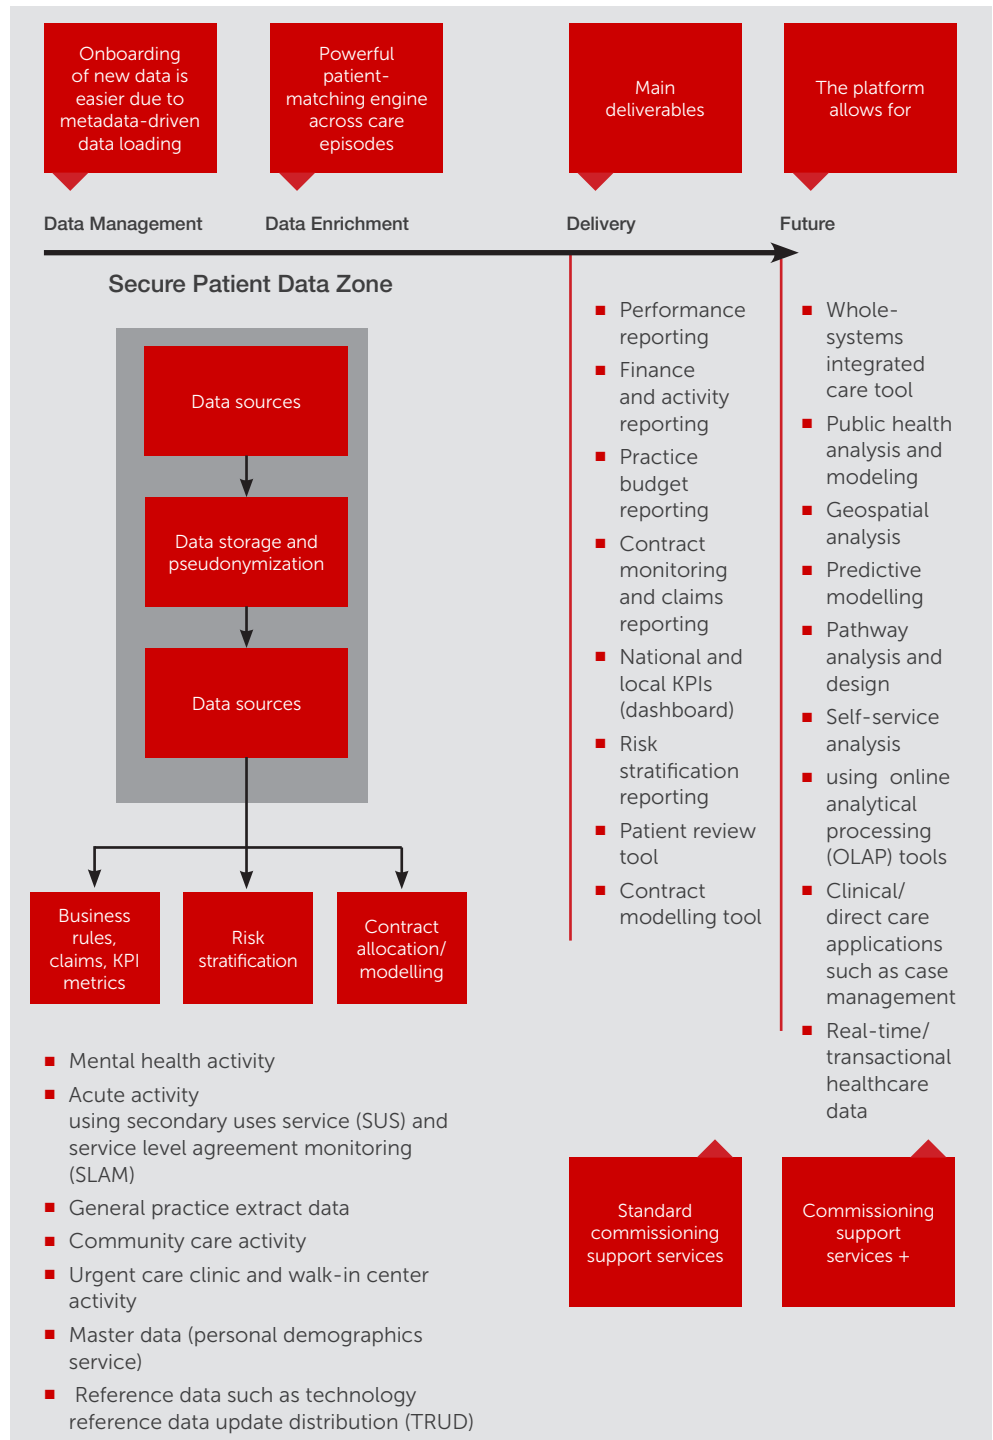 Onboarding
of new data is
easier due to
metadata-driven
data loading
Powerful
patient-
matching engine
across care
episodes
Main
deliverables
The platform
allows for
Data Management
Data Enrichment
Delivery
Future
Secure Patient Data Zone
Data sources
Data storage and
pseudonymization
Data sources
Business
rules,
claims, KPI
metrics
Risk
stratification
Contract
allocation/
modelling
Mental health activity
Acute activity
using secondary uses service (SUS) and
service level agreement monitoring
(SLAM)
General practice extract data
Community care activity
Urgent care clinic and walk-in center
activity
Master data (personal demographics
service)
Reference data such as technology
reference data update distribution (TRUD)
Performance
reporting
Finance
and activity
reporting
Practice
budget
reporting
Contract
monitoring
and claims
reporting
National and
local KPIs
(dashboard)
Risk
stratification
reporting
Patient review
tool
Contract
modelling tool
Whole-
systems
integrated
care tool
Public health
analysis and
modeling
Geospatial
analysis
Predictive
modelling
Pathway
analysis and
design
Self-service
analysis
using online
analytical
processing
(OLAP) tools
Clinical/
direct care
applications
such as case
management
Real-time/
transactional
healthcare
data
Standard
commissioning
support services
Commissioning
support
services +